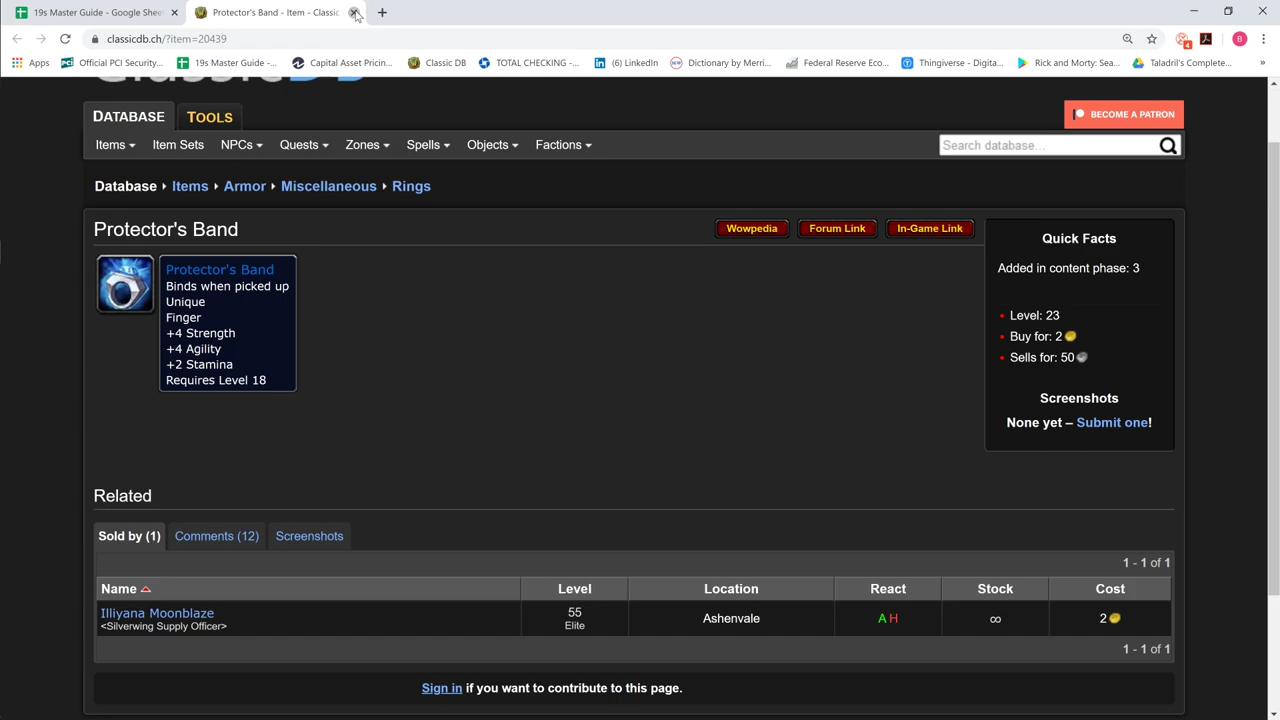 19s Master Guide - Google Sheet
Protector's Band - Item - Classic
classicdb.ch/?item=20439
Apps
Official PCI Security...
19s Master Guide -...
Capital Asset Pricin...
Classic DB
TOTAL CHECKING -...
(6) LinkedIn
Dictionary by Merri...
Federal Reserve Eco...
Thingiverse - Digita...
Rick and Morty: Sea...
Taladril's Complete...
DATABASE
TOOLS
BECOME A PATRON
Items
Item Sets
NPCs
Quests
Zones
Spells
Objects
Factions
Search database...
Database
Items
Armor
Miscellaneous
Rings
Protector's Band
Wowpedia
Forum Link
In-Game Link
Protector's Band
Binds when picked up
Unique
Finger
+4 Strength
+4 Agility
+2 Stamina
Requires Level 18
Quick Facts
Added in content phase: 3
Level: 23
Buy for: 2
Sells for: 50
Screenshots
None yet – Submit one!
Related
Sold by (1)
Comments (12)
Screenshots
1 - 1 of 1
Name Level Location React Stock Cost
Illiyana Moonblaze 55 Ashenvale A H ∞ 2
<Silverwing Supply Officer> Elite
1 - 1 of 1
Sign in if you want to contribute to this page.